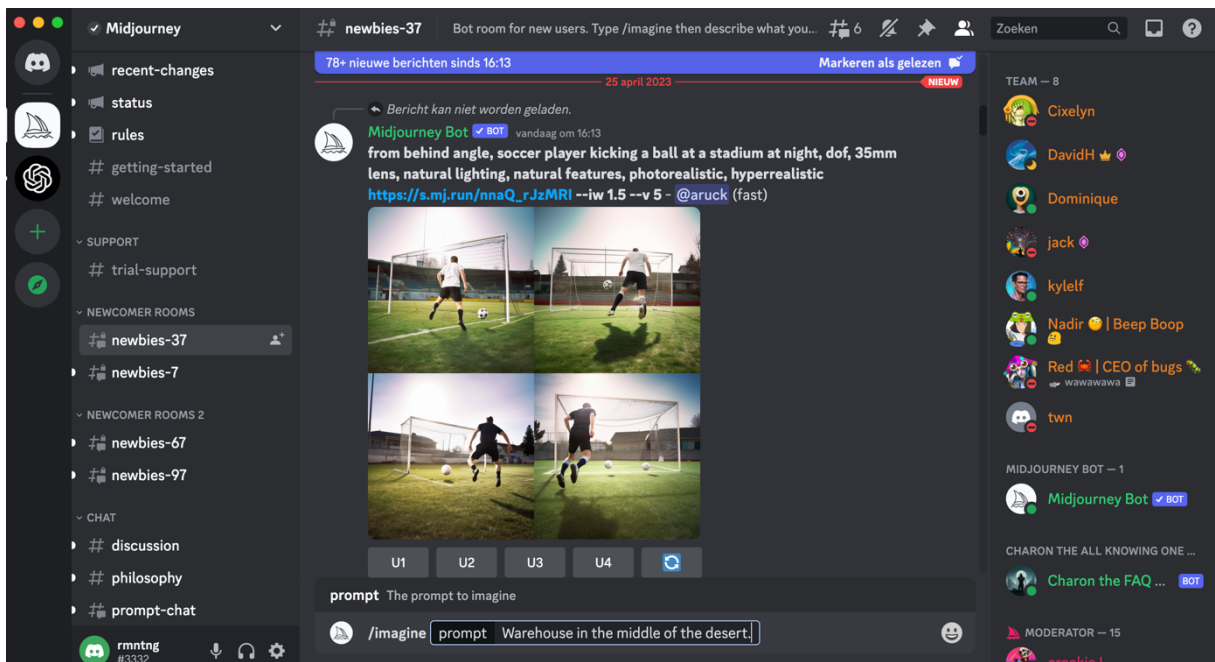 Midjourney
recent-changes
status
rules
getting-started
welcome
SUPPORT
trial-support
NEWCOMER ROOMS
newbies-37
newbies-7
NEWCOMER ROOMS 2
newbies-67
newbies-97
CHAT
discussion
philosophy
prompt-chat
rmntng
#3332
newbies-37
Bot room for new users. Type /imagine then describe what you...
6
Zoeken
78+ nieuwe berichten sinds 16:13
Markeren als gelezen
25 april 2023
NIEUW
Bericht kan niet worden geladen.
Midjourney Bot ✓ BOT vandaag om 16:13
from behind angle, soccer player kicking a ball at a stadium at night, dof, 35mm
lens, natural lighting, natural features, photorealistic, hyperrealistic
https://s.mj.run/nnaQ_rJzMRI --iw 1.5 --v 5 - @aruck (fast)
U1 U2 U3 U4
prompt The prompt to imagine
/imagine prompt Warehouse in the middle of the desert.
TEAM — 8
Cixelyn
DavidH
Dominique
jack
kylelf
Nadir 🤨 | Beep Boop
Red 🦀 | CEO of bugs 🐛
wawawawa
twn
MIDJOURNEY BOT — 1
Midjourney Bot ✓ BOT
CHARON THE ALL KNOWING ONE ...
Charon the FAQ ... BOT
MODERATOR — 15